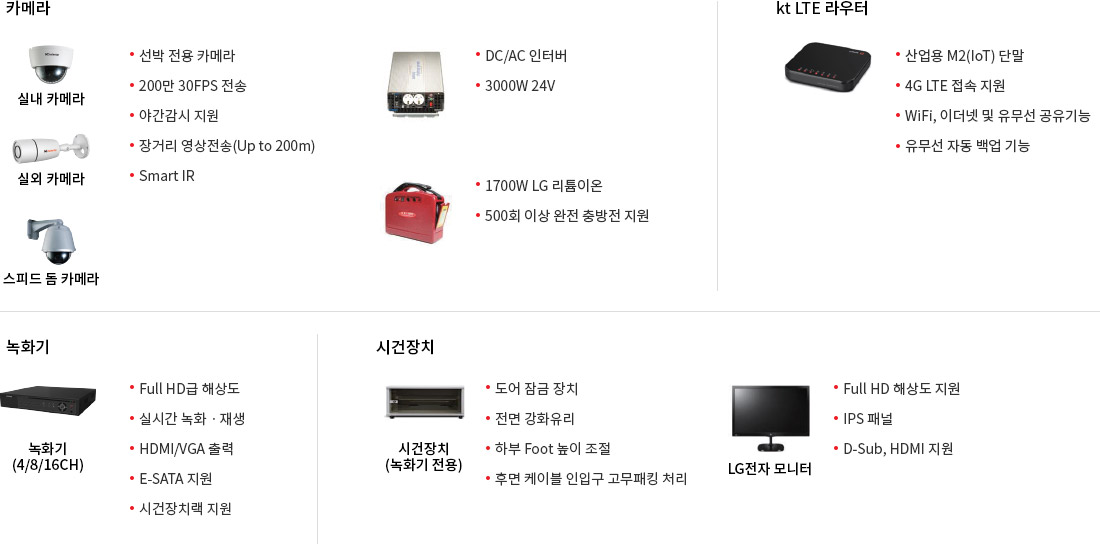 카메라
실내 카메라
실외 카메라
스피드 돔 카메라
선박 전용 카메라
200만 30FPS 전송
야간감시 지원
장거리 영상전송(Up to 200m)
Smart IR
DC/AC 인터버
3000W 24V
1700W LG 리튬이온
500회 이상 완전 충방전 지원
kt LTE 라우터
산업용 M2(IoT) 단말
4G LTE 접속 지원
WiFi, 이더넷 및 유무선 공유기능
유무선 자동 백업 기능
녹화기
녹화기
(4/8/16CH)
Full HD급 해상도
실시간 녹화 · 재생
HDMI/VGA 출력
E-SATA 지원
시건장치랙 지원
시건장치
시건장치
(녹화기 전용)
도어 잠금 장치
전면 강화유리
하부 Foot 높이 조절
후면 케이블 인입구 고무패킹 처리
LG전자 모니터
Full HD 해상도 지원
IPS 패널
D-Sub, HDMI 지원